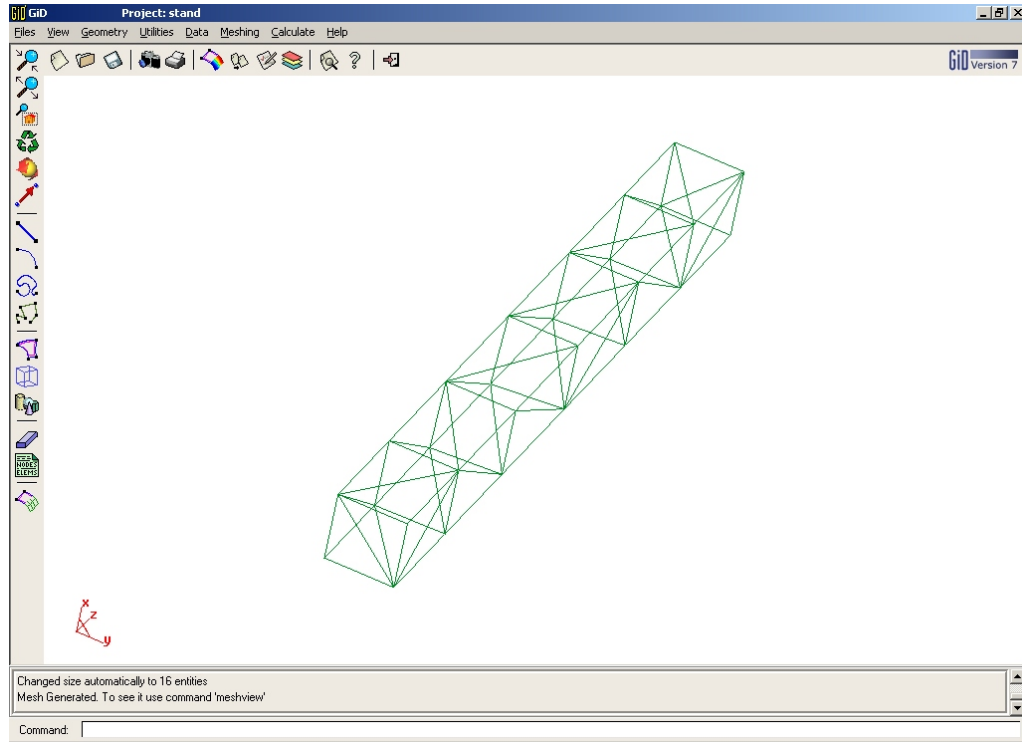 GiD Project: stand
Files View Geometry Utilities Data Meshing Calculate Help
GiD Version 7
NODES
ELEMS
x
z
y
Changed size automatically to 16 entities
Mesh Generated. To see it use command 'meshview'
Command: